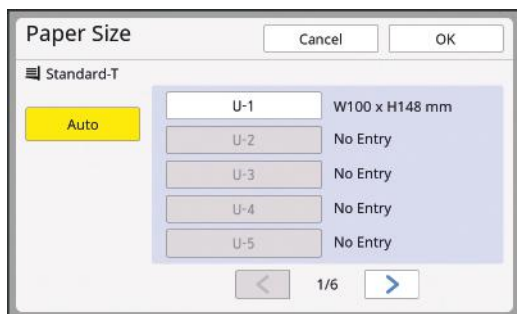 Paper Size
Cancel
OK
Standard-T
Auto
U-1 W100 x H148 mm
U-2 No Entry
U-3 No Entry
U-4 No Entry
U-5 No Entry
< 1/6 >